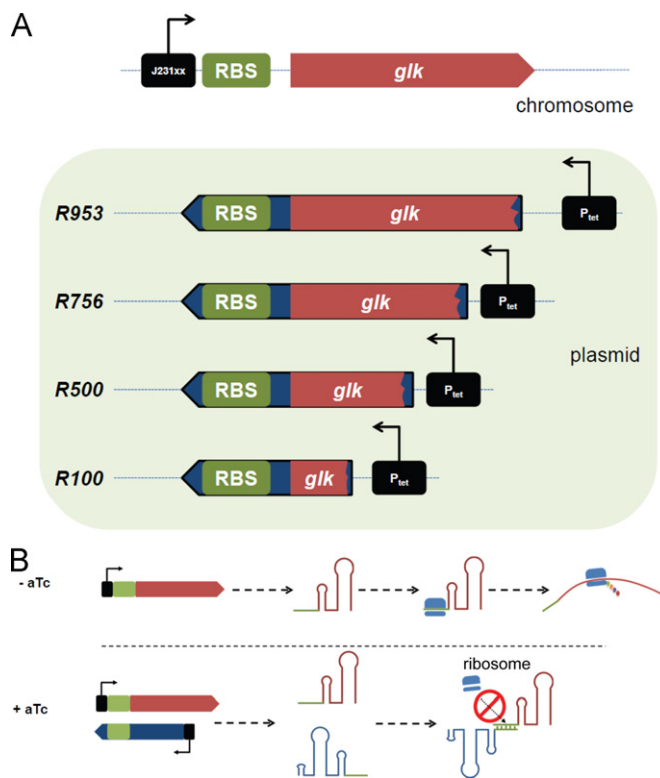 A
J231xx RBS glk
chromosome
R953 RBS glk Ptet
R756 RBS glk Ptet
plasmid
R500 RBS glk Ptet
R100 RBS glk Ptet
B
- aTc
ribosome
+ aTc